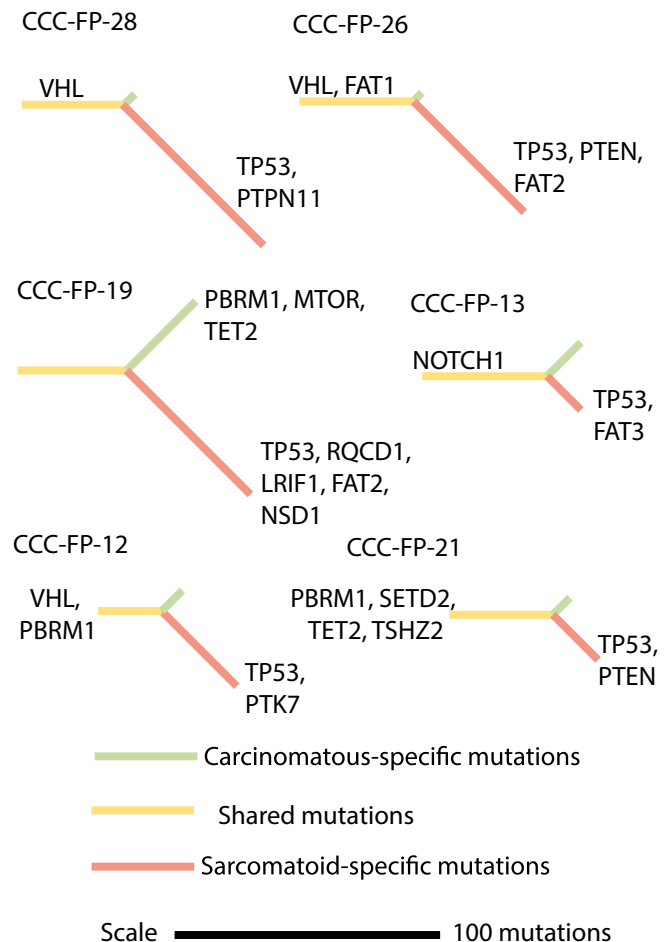 CCC-FP-28
VHL
TP53,
PTPN11
CCC-FP-26
VHL, FAT1
TP53, PTEN,
FAT2
CCC-FP-19
PBRM1, MTOR,
TET2
TP53, RQCD1,
LRIF1, FAT2,
NSD1
CCC-FP-13
NOTCH1
TP53,
FAT3
CCC-FP-12
VHL,
PBRM1
TP53,
PTK7
CCC-FP-21
PBRM1, SETD2,
TET2, TSHZ2
TP53,
PTEN
Carcinomatous-specific mutations
Shared mutations
Sarcomatoid-specific mutations
Scale 100 mutations